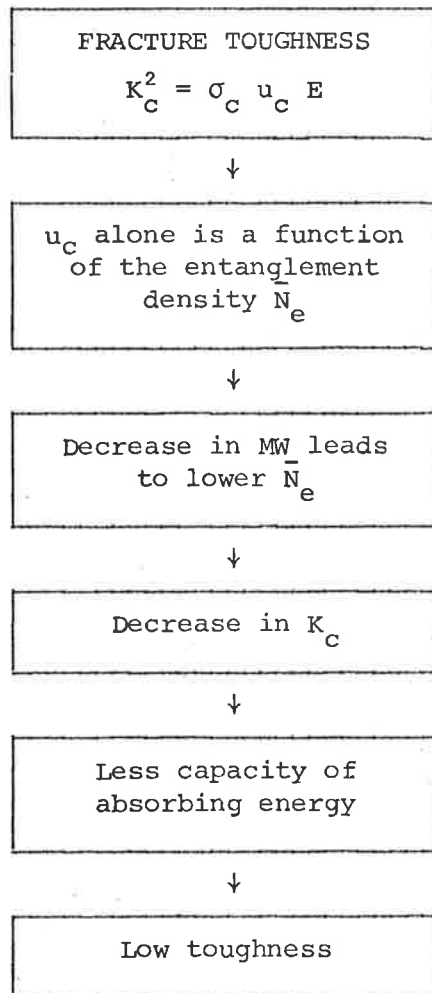 FRACTURE TOUGHNESS
K_c^2 = σ_c u_c E
↓
u_c alone is a function
of the entanglement
density N̄_e
↓
Decrease in MW leads
to lower N̄_e
↓
Decrease in K_c
↓
Less capacity of
absorbing energy
↓
Low toughness